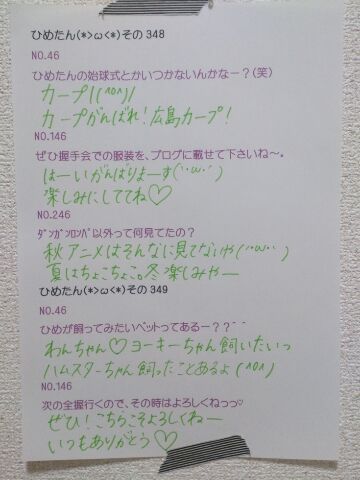 ひめたん(*>ω<*)その348
NO.46
ひめたんの始球式とかいつかないんかなー？(笑)
カープ!(^o^)!
カープがんばれ！広島カープ！
NO.146
ぜひ握手会での服装を、ブログに載せて下さいね〜。
はーいがんばりまーす(´･ω･`)
楽しみにしててね♡
NO.246
ﾀﾞﾝｶﾞﾝﾛﾝﾊﾟ以外って何見てたの？
秋アニメはそんなに見てないや(´･ω･`)
夏はちょこちょこ。冬楽しみやー
ひめたん(*>ω<*)その349
NO.46
ひめが飼ってみたいペットってあるー？？＾＾
わんちゃん♡ヨーキーちゃん飼いたいっ
ハムスターちゃん飼ったことあるよ(^o^)
NO.146
次の全握行くので、その時はよろしくねっっ♡
ぜひ！こちらこそよろしくねー
いつもありがとう♡